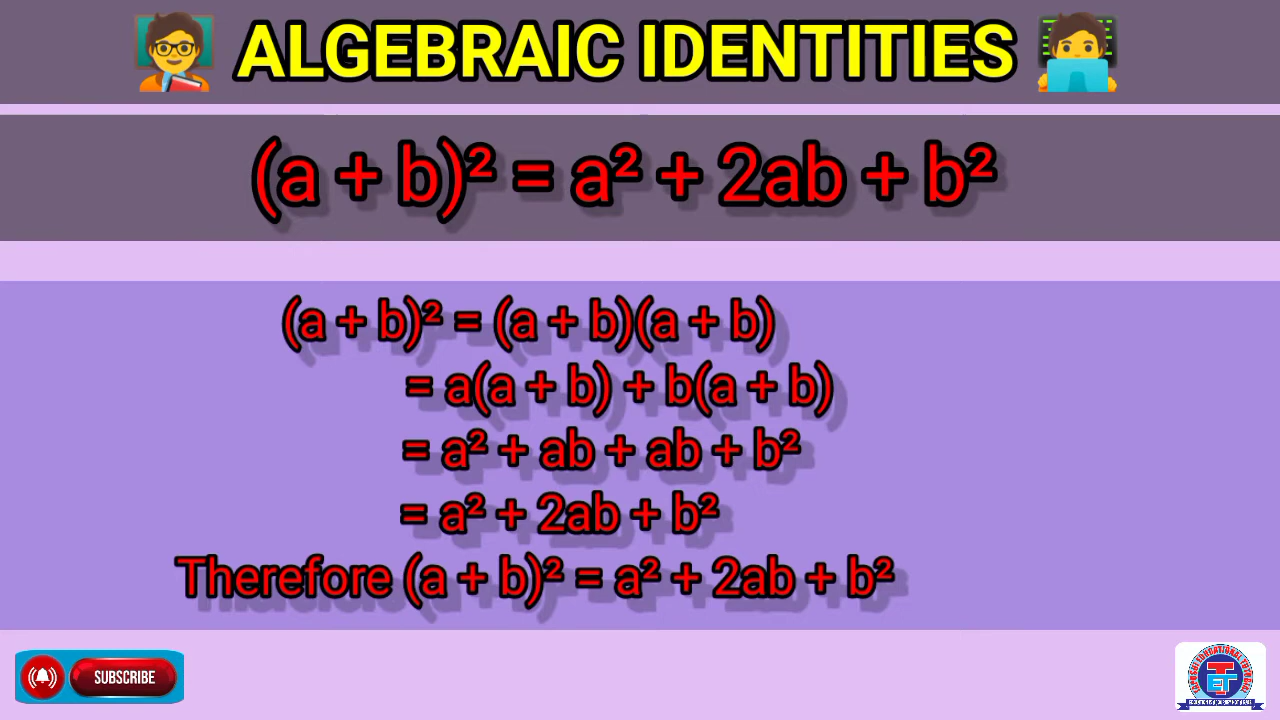 ALGEBRAIC IDENTITIES
(a + b)² = a² + 2ab + b²
(a + b)² = (a + b)(a + b)
= a(a + b) + b(a + b)
= a² + ab + ab + b²
= a² + 2ab + b²
Therefore (a + b)² = a² + 2ab + b²
SUBSCRIBE
TEF